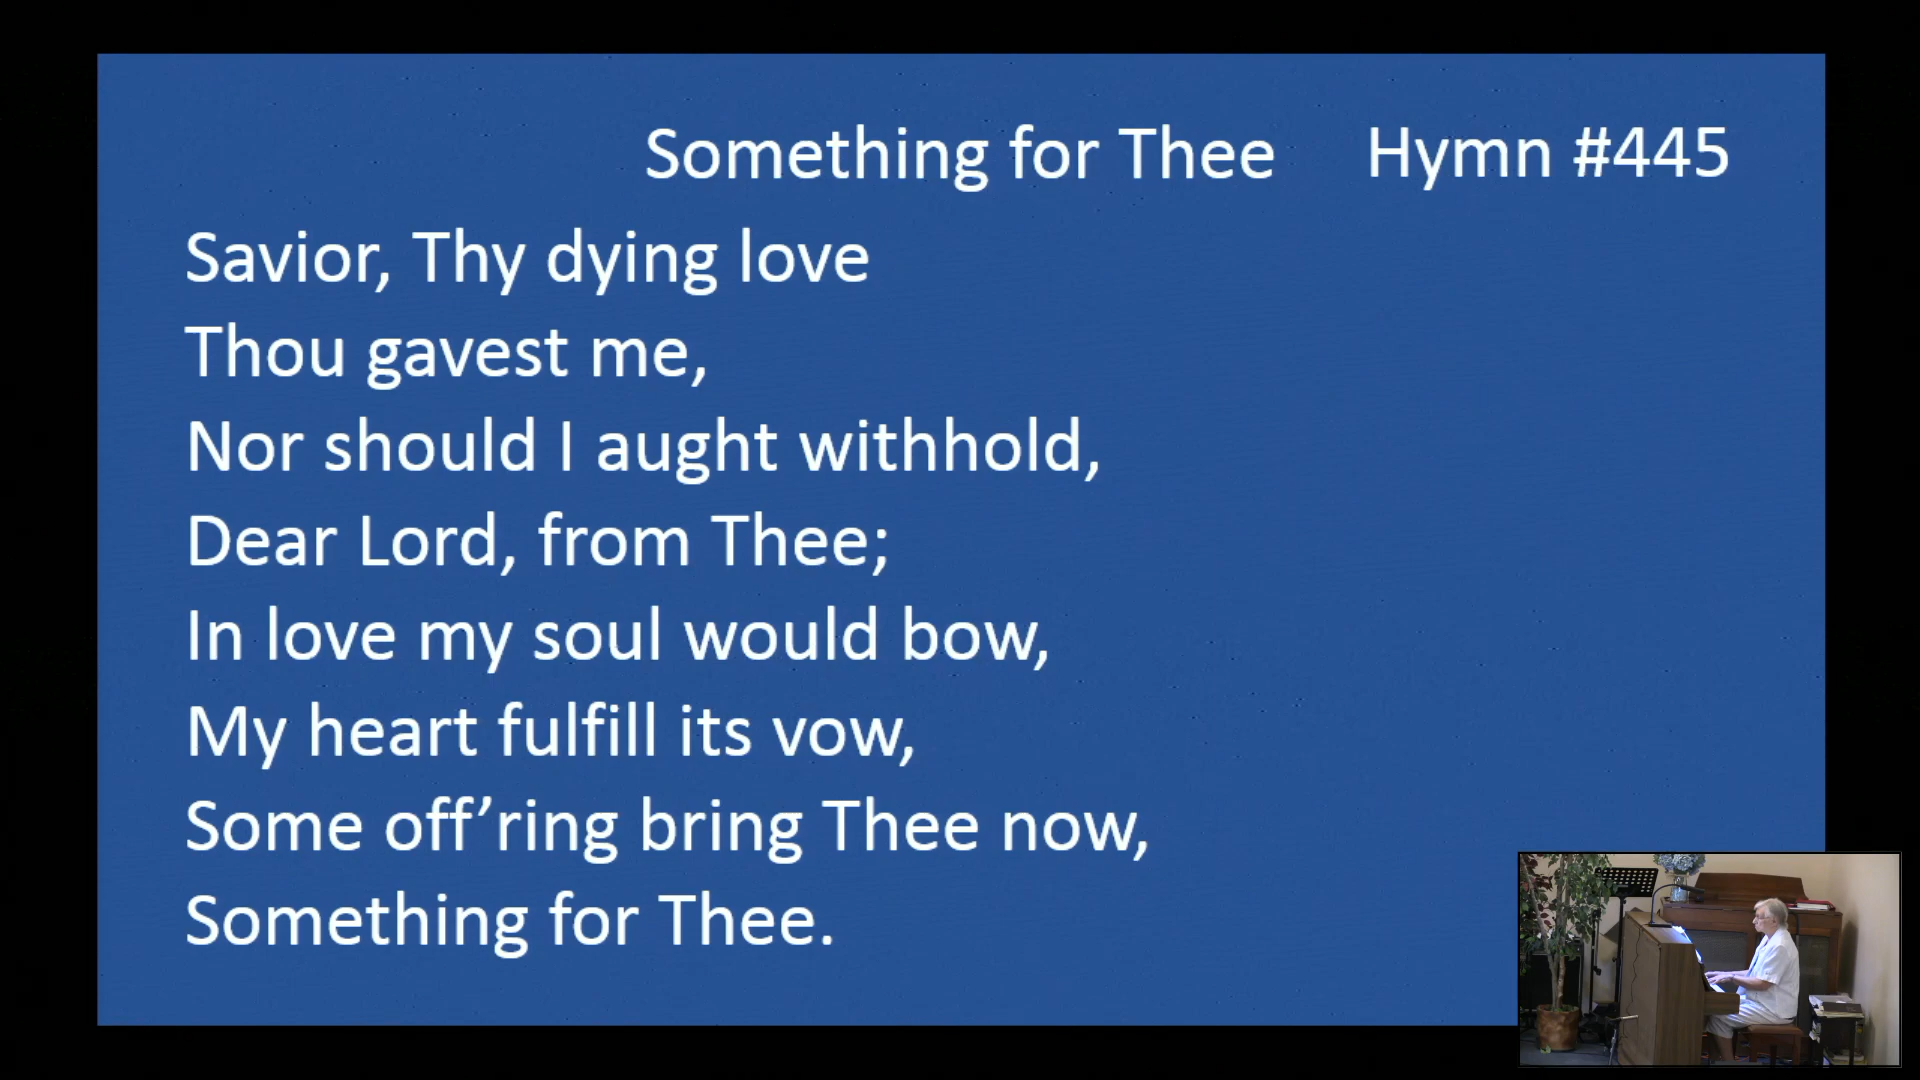 Something for Thee Hymn #445
Savior, Thy dying love
Thou gavest me,
Nor should I aught withhold,
Dear Lord, from Thee;
In love my soul would bow,
My heart fulfill its vow,
Some off’ring bring Thee now,
Something for Thee.